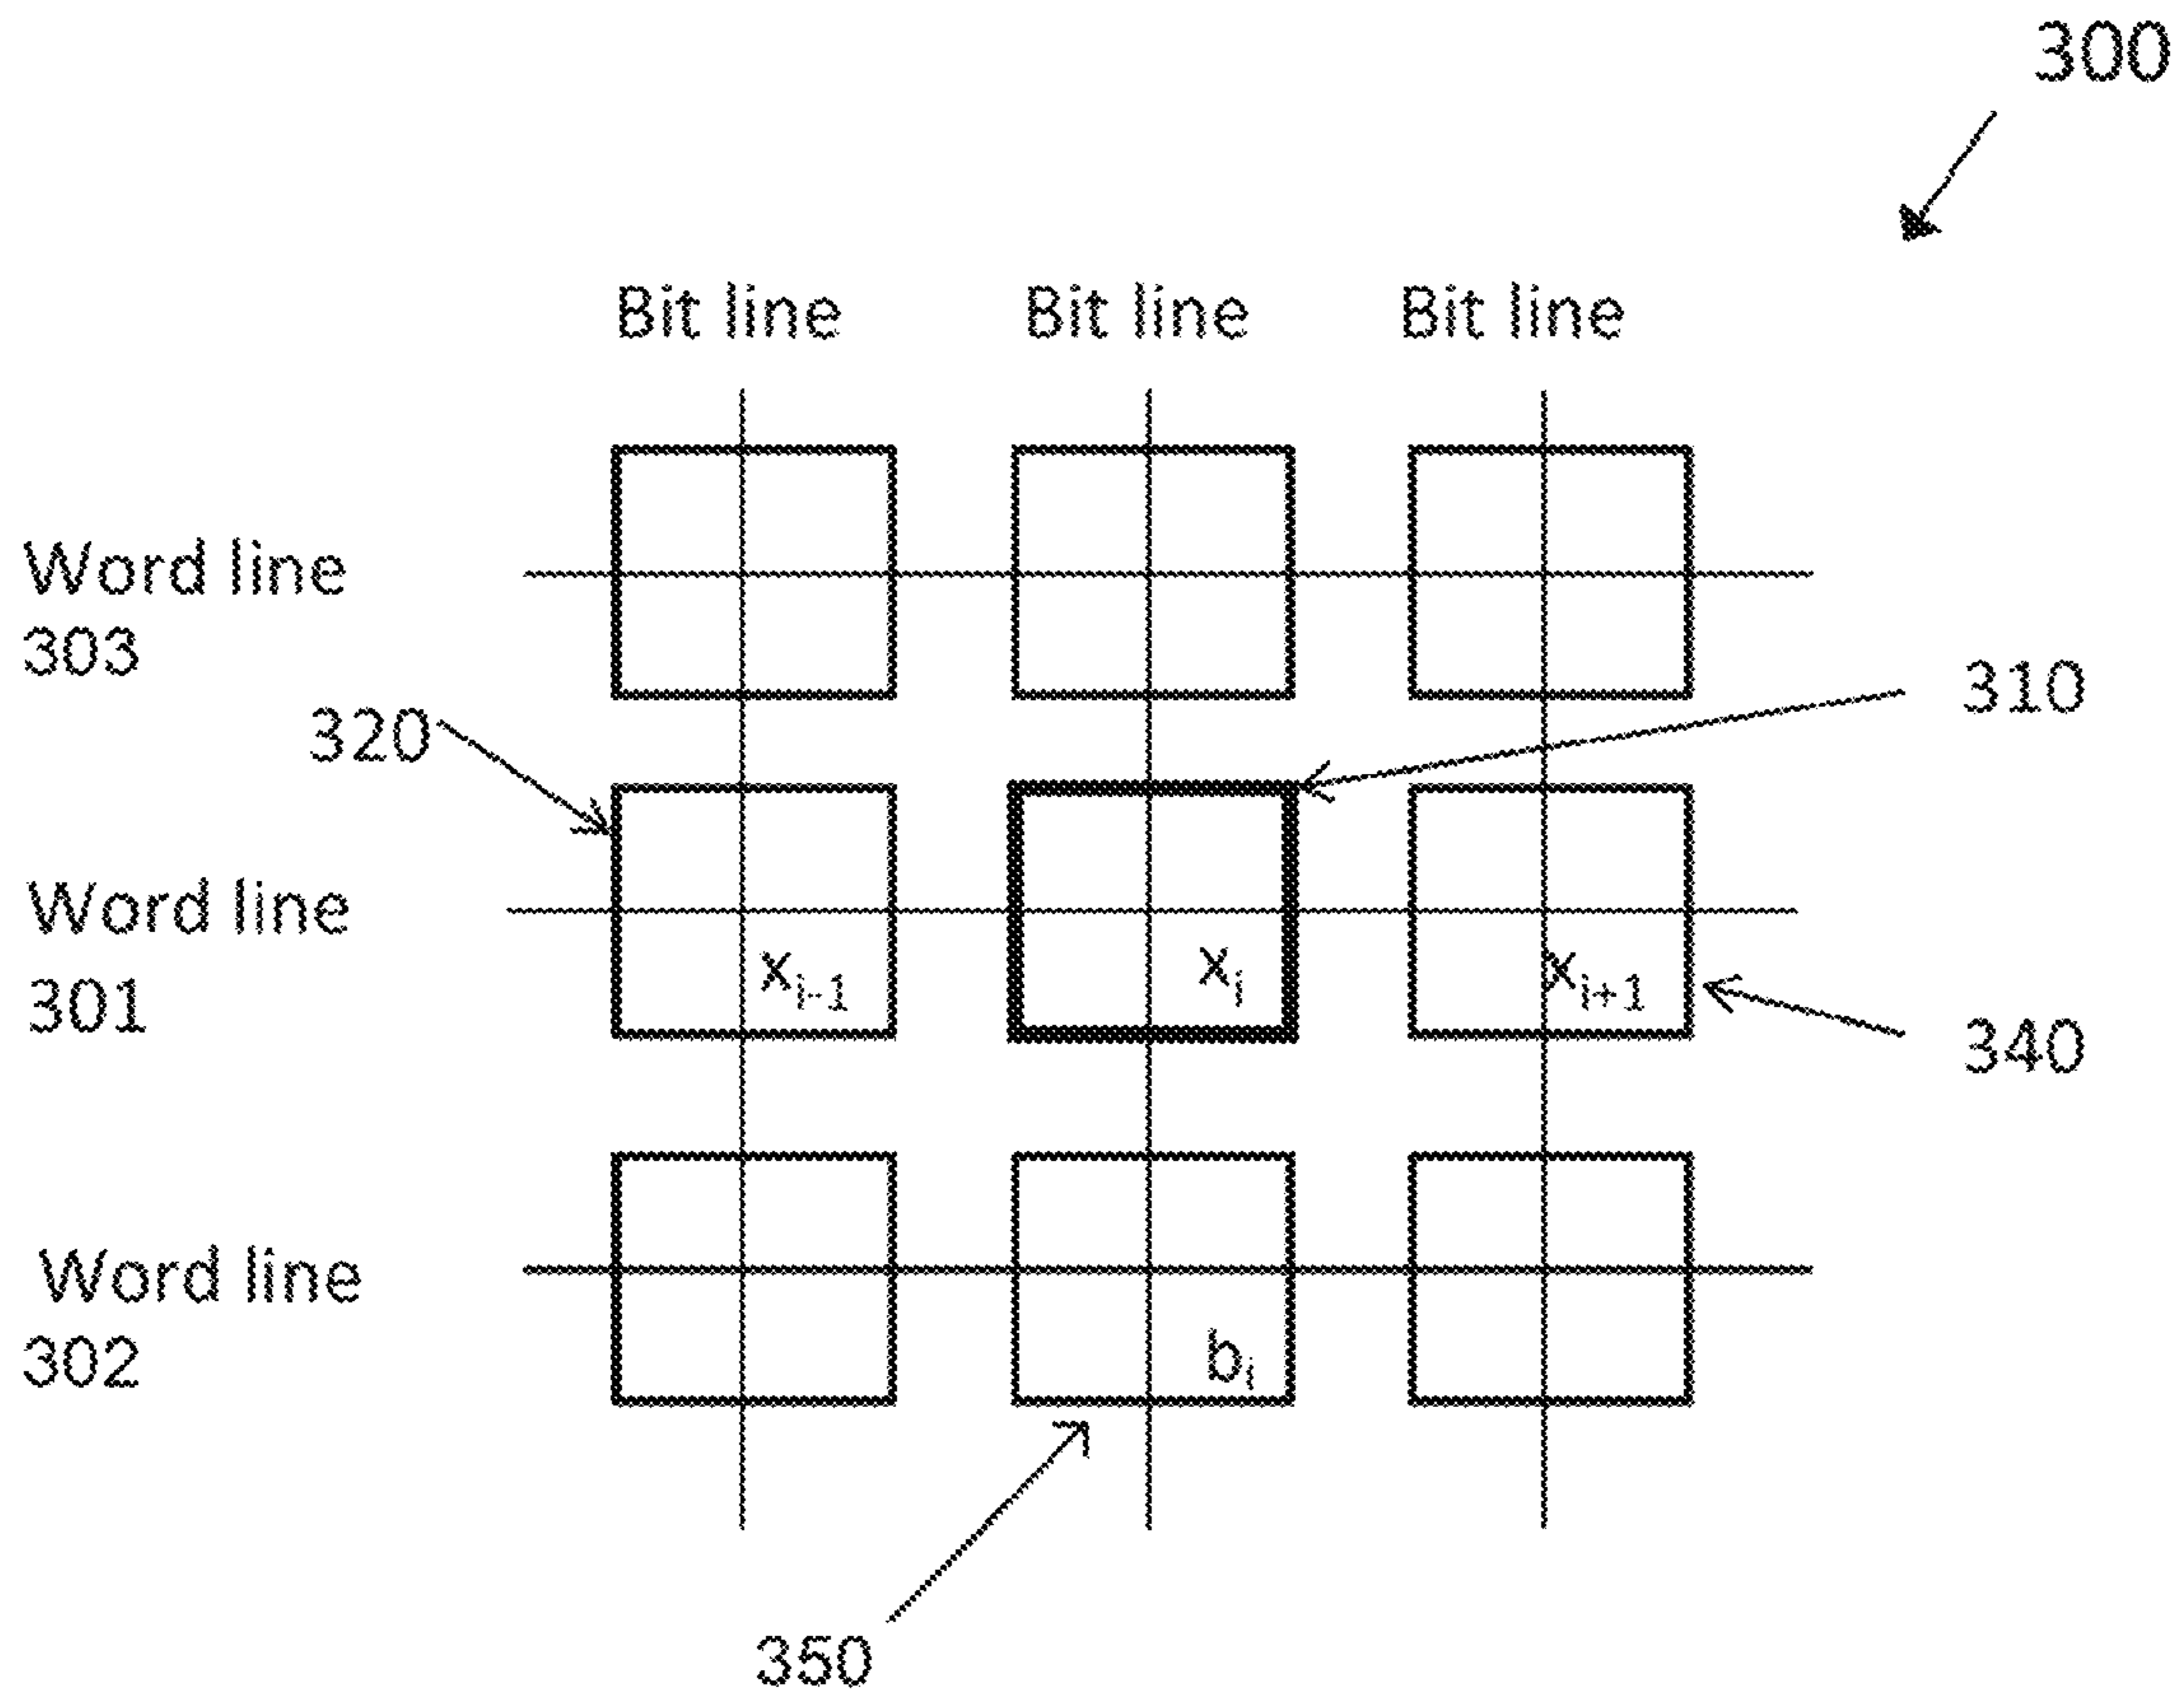 300
Bit line Bit line Bit line
Word line
303
310
320
Word line
301
xi-1 xi xi+1
340
Word line
302
bi
350